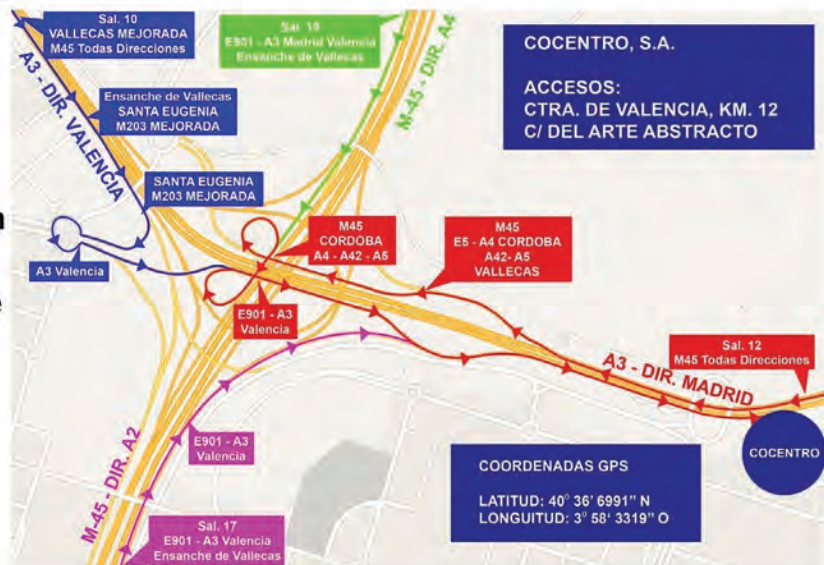 Sal. 10
VALLECAS MEJORADA
M45 Todas Direcciones
Sal. 19
E901 - A3 Madrid Valencia
Ensanche de Vallecas
COCENTRO, S.A.
ACCESOS:
CTRA. DE VALENCIA, KM. 12
C/ DEL ARTE ABSTRACTO
A3 - DIR. VALENCIA
M-45 - DIR. A4
Ensanche de Vallecas
SANTA EUGENIA
M203 MEJORADA
SANTA EUGENIA
M203 MEJORADA
A3 Valencia
M45
CORDOBA
A4 - A42 - A5
M45
E5 - A4 CORDOBA
A42- A5
VALLECAS
E901 - A3
Valencia
Sal. 12
M45 Todas Direcciones
A3 - DIR. MADRID
COCENTRO
M-45 - DIR. A2
E901 - A3
Valencia
COORDENADAS GPS
LATITUD: 40° 36' 6991" N
LONGUITUD: 3° 58' 3319" O
Sal. 17
E901 - A3 Valencia
Ensanche de Vallecas